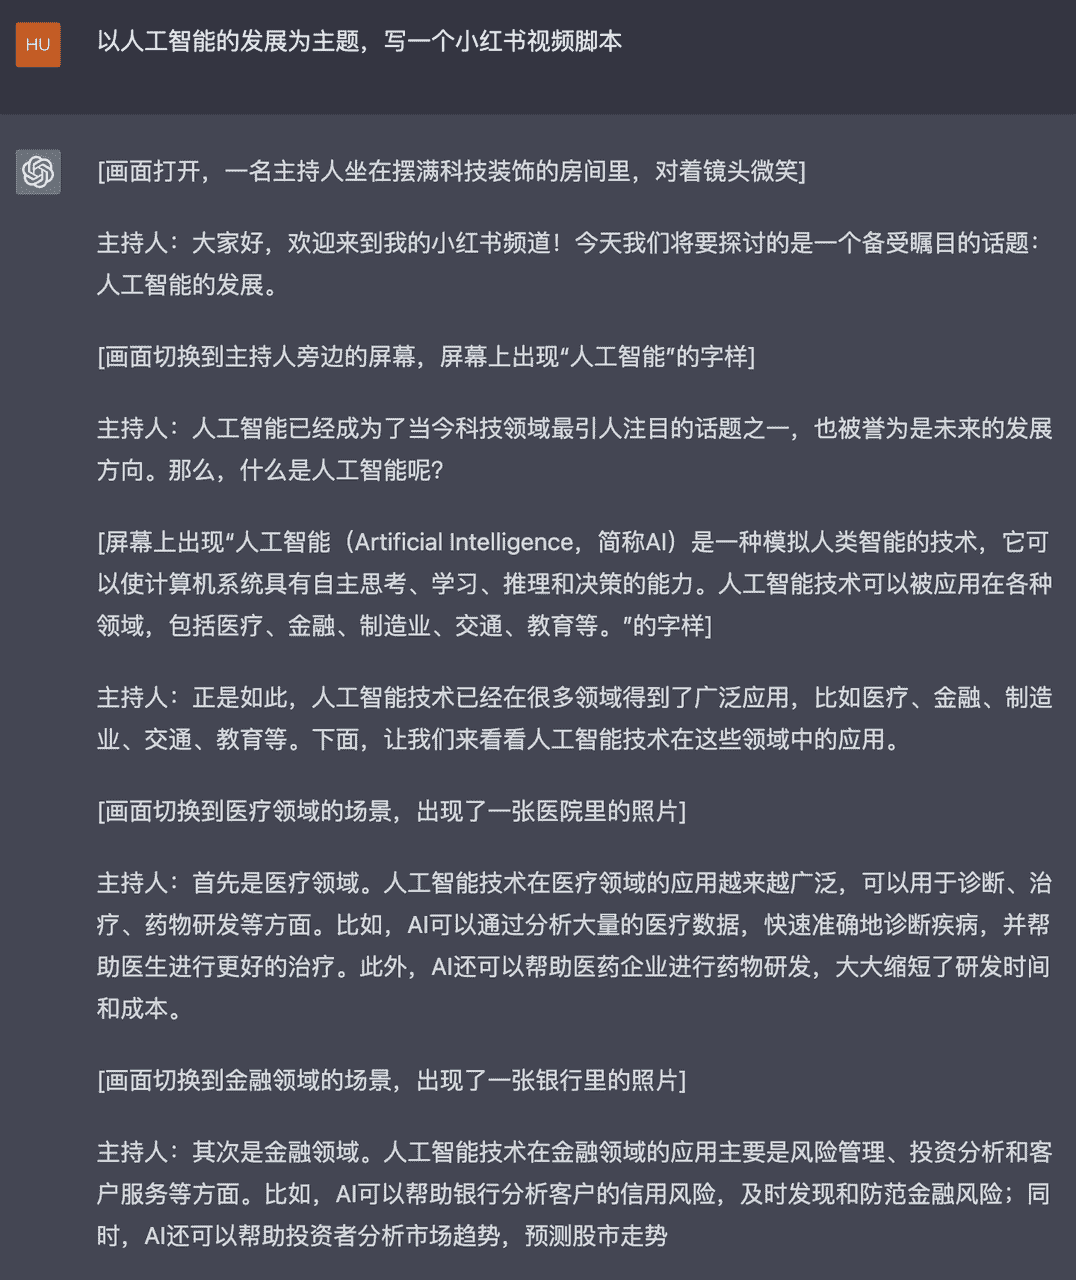 HU
以人工智能的发展为主题，写一个小红书视频脚本
[画面打开，一名主持人坐在摆满科技装饰的房间里，对着镜头微笑]
主持人：大家好，欢迎来到我的小红书频道！今天我们将要探讨的是一个备受瞩目的话题：
人工智能的发展。
[画面切换到主持人旁边的屏幕，屏幕上出现“人工智能”的字样]
主持人：人工智能已经成为了当今科技领域最引人注目的话题之一，也被誉为是未来的发展
方向。那么，什么是人工智能呢?
[屏幕上出现“人工智能（Artificial Intelligence，简称AI）是一种模拟人类智能的技术，它可
以使计算机系统具有自主思考、学习、推理和决策的能力。人工智能技术可以被应用在各种
领域，包括医疗、金融、制造业、交通、教育等。”的字样]
主持人：正是如此，人工智能技术已经在很多领域得到了广泛应用，比如医疗、金融、制造
业、交通、教育等。下面，让我们来看看人工智能技术在这些领域中的应用。
[画面切换到医疗领域的场景，出现了一张医院里的照片]
主持人：首先是医疗领域。人工智能技术在医疗领域的应用越来越广泛，可以用于诊断、治
疗、药物研发等方面。比如，AI可以通过分析大量的医疗数据，快速准确地诊断疾病，并帮
助医生进行更好的治疗。此外，AI还可以帮助医药企业进行药物研发，大大缩短了研发时间
和成本。
[画面切换到金融领域的场景，出现了一张银行里的照片]
主持人：其次是金融领域。人工智能技术在金融领域的应用主要是风险管理、投资分析和客
户服务等方面。比如，AI可以帮助银行分析客户的信用风险，及时发现和防范金融风险；同
时，AI还可以帮助投资者分析市场趋势，预测股市走势